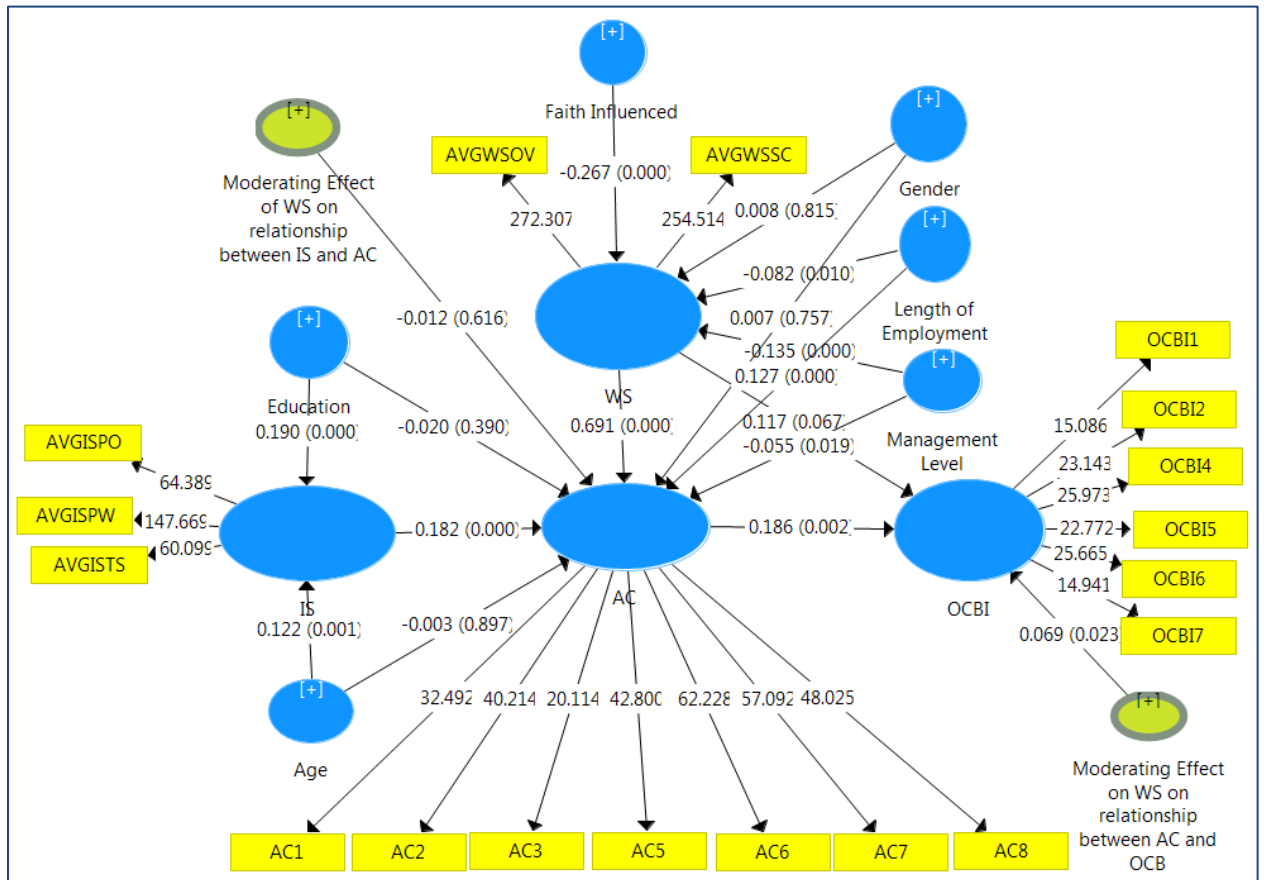 [+]
Faith Influenced
[+]
Moderating Effect
of WS on
relationship
between IS and AC
AVGWSOV
AVGWSSC
[+]
Gender
-0.267 (0.000)
272.307
254.514
0.008 (0.815)
[+]
Length of
Employment
-0.082 (0.010)
-0.012 (0.616)
0.007 (0.757)
-0.135 (0.000)
[+]
Management
Level
[+]
Education
WS
0.127 (0.000)
0.117 (0.067)
0.190 (0.000)
-0.020 (0.390)
0.691 (0.000)
-0.055 (0.019)
OCBI1
OCBI2
OCBI4
OCBI5
OCBI6
OCBI7
15.086
23.143
25.973
22.772
25.665
14.941
AVGISPO
AVGISPW
AVGISTS
64.389
147.669
60.099
0.182 (0.000)
0.186 (0.002)
IS
AC
OCBI
0.122 (0.001)
-0.003 (0.897)
0.069 (0.023)
[+]
Age
32.492
40.214
20.114
42.800
62.228
57.092
48.025
[+]
Moderating Effect
on WS on
relationship
between AC and
OCB
AC1
AC2
AC3
AC5
AC6
AC7
AC8